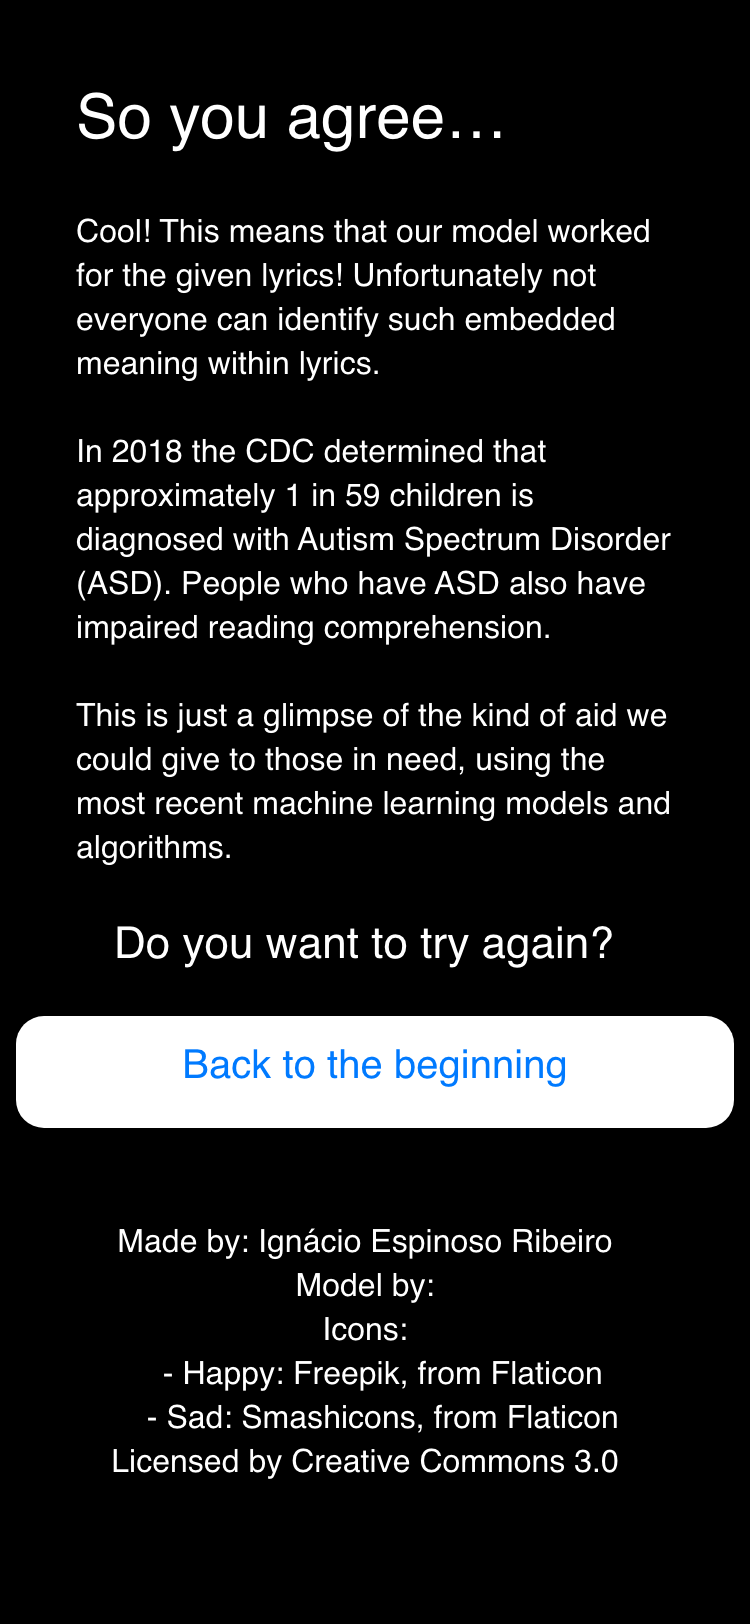 So you agree…
Cool! This means that our model worked
for the given lyrics! Unfortunately not
everyone can identify such embedded
meaning within lyrics.
In 2018 the CDC determined that
approximately 1 in 59 children is
diagnosed with Autism Spectrum Disorder
(ASD). People who have ASD also have
impaired reading comprehension.
This is just a glimpse of the kind of aid we
could give to those in need, using the
most recent machine learning models and
algorithms.
Do you want to try again?
Back to the beginning
Made by: Ignácio Espinoso Ribeiro
Model by:
Icons:
- Happy: Freepik, from Flaticon
- Sad: Smashicons, from Flaticon
Licensed by Creative Commons 3.0